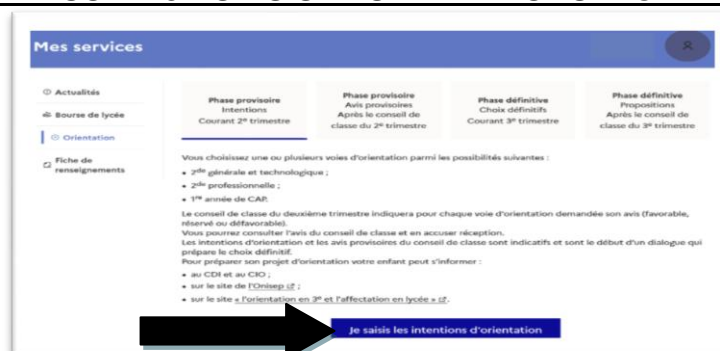 Mes services
Actualités
Bourse de lycée
Orientation
Fiche de
renseignements
Phase provisoire
Intentions
Courant 2e trimestre
Phase provisoire
Avis provisoires
Après le conseil de
classe du 2e trimestre
Phase définitive
Choix définitifs
Courant 3e trimestre
Phase définitive
Propositions
Après le conseil de
classe du 3e trimestre
Vous choisissez une ou plusieurs voies d'orientation parmi les possibilités suivantes :
• 2de générale et technologique ;
• 2de professionnelle ;
• 1re année de CAP.
Le conseil de classe du deuxième trimestre indiquera pour chaque voie d'orientation demandée son avis (favorable,
réservé ou défavorable).
Vous pourrez consulter l'avis du conseil de classe et en accuser réception.
Les intentions d'orientation et les avis provisoires du conseil de classe sont indicatifs et sont le début d'un dialogue qui
prépare le choix définitif.
Pour préparer son projet d'orientation votre enfant peut s'informer :
• au CDI et au CIO ;
• sur le site de l'Onisep ;
• sur le site « l'orientation en 3e et l'affectation en lycée ».
Je saisis les intentions d'orientation